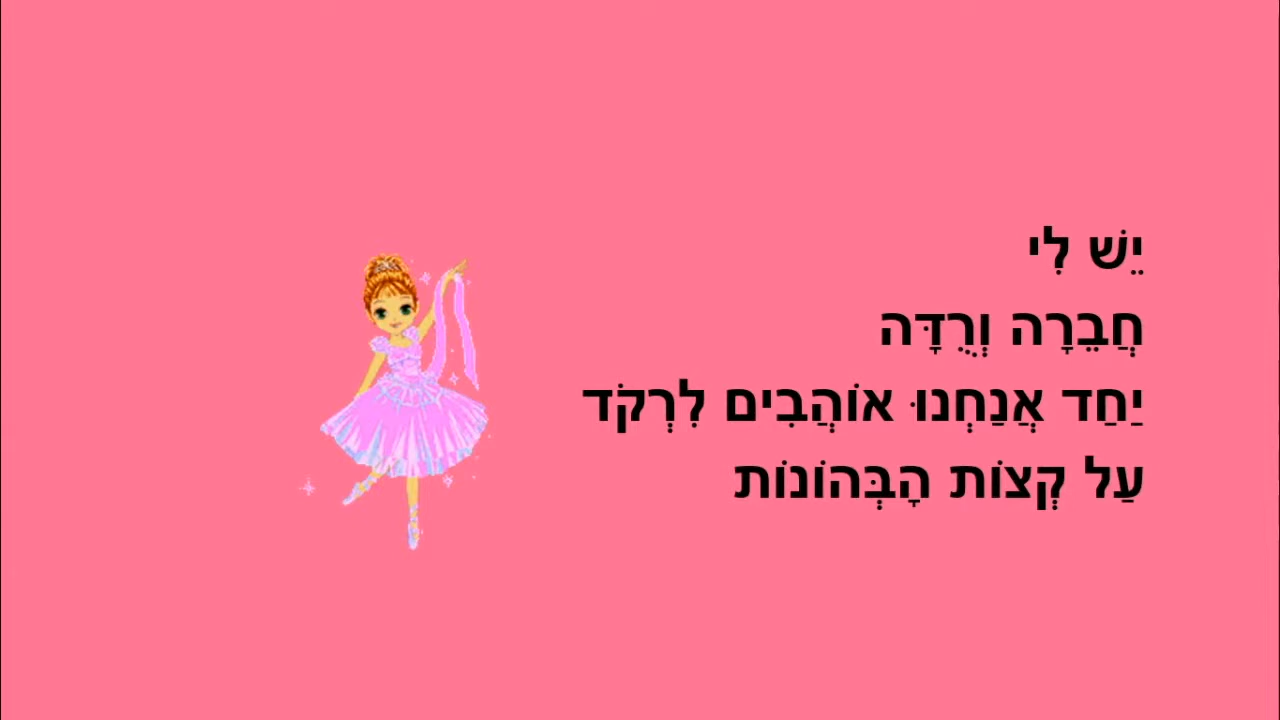 יֵשׁ לִי
חֲבֵרָה וְרֻדָּה
יַחַד אֲנַחְנוּ אוֹהֲבִים לִרְקֹד
עַל קְצוֹת הָבְּהוֹנוֹת